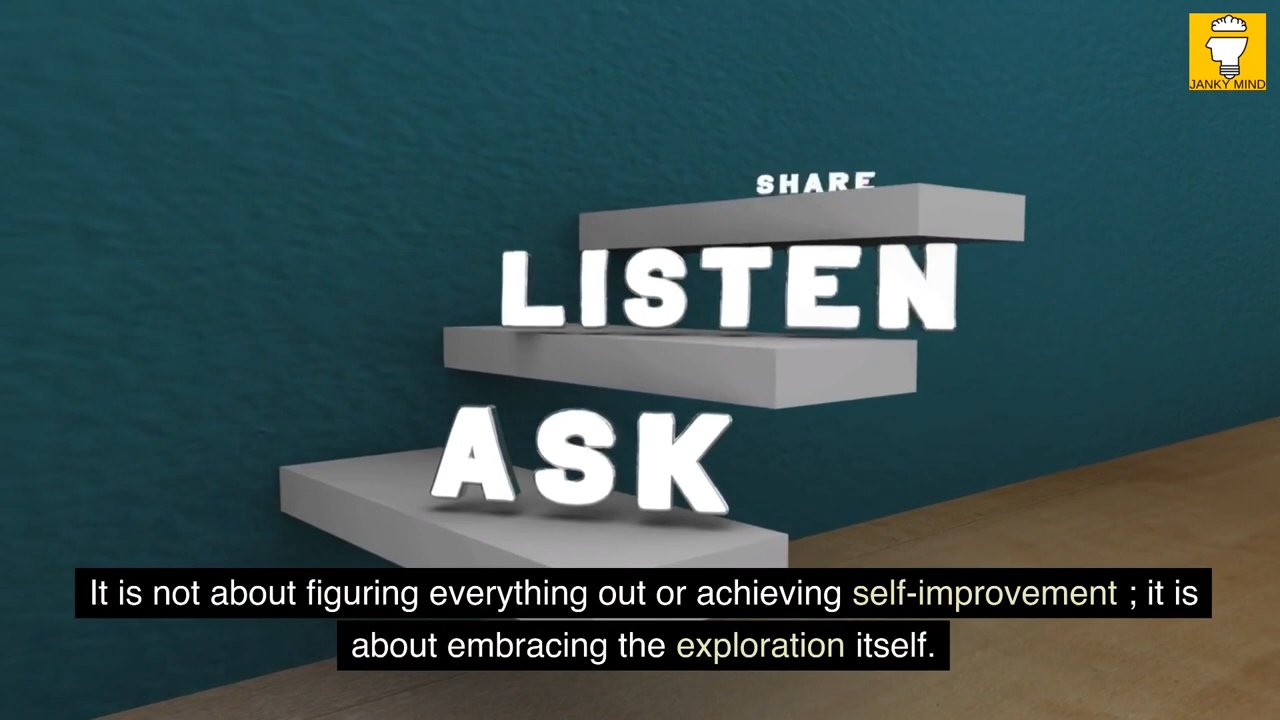 JANKY MIND
SHARE
LISTEN
ASK
It is not about figuring everything out or achieving self-improvement ; it is
about embracing the exploration itself.